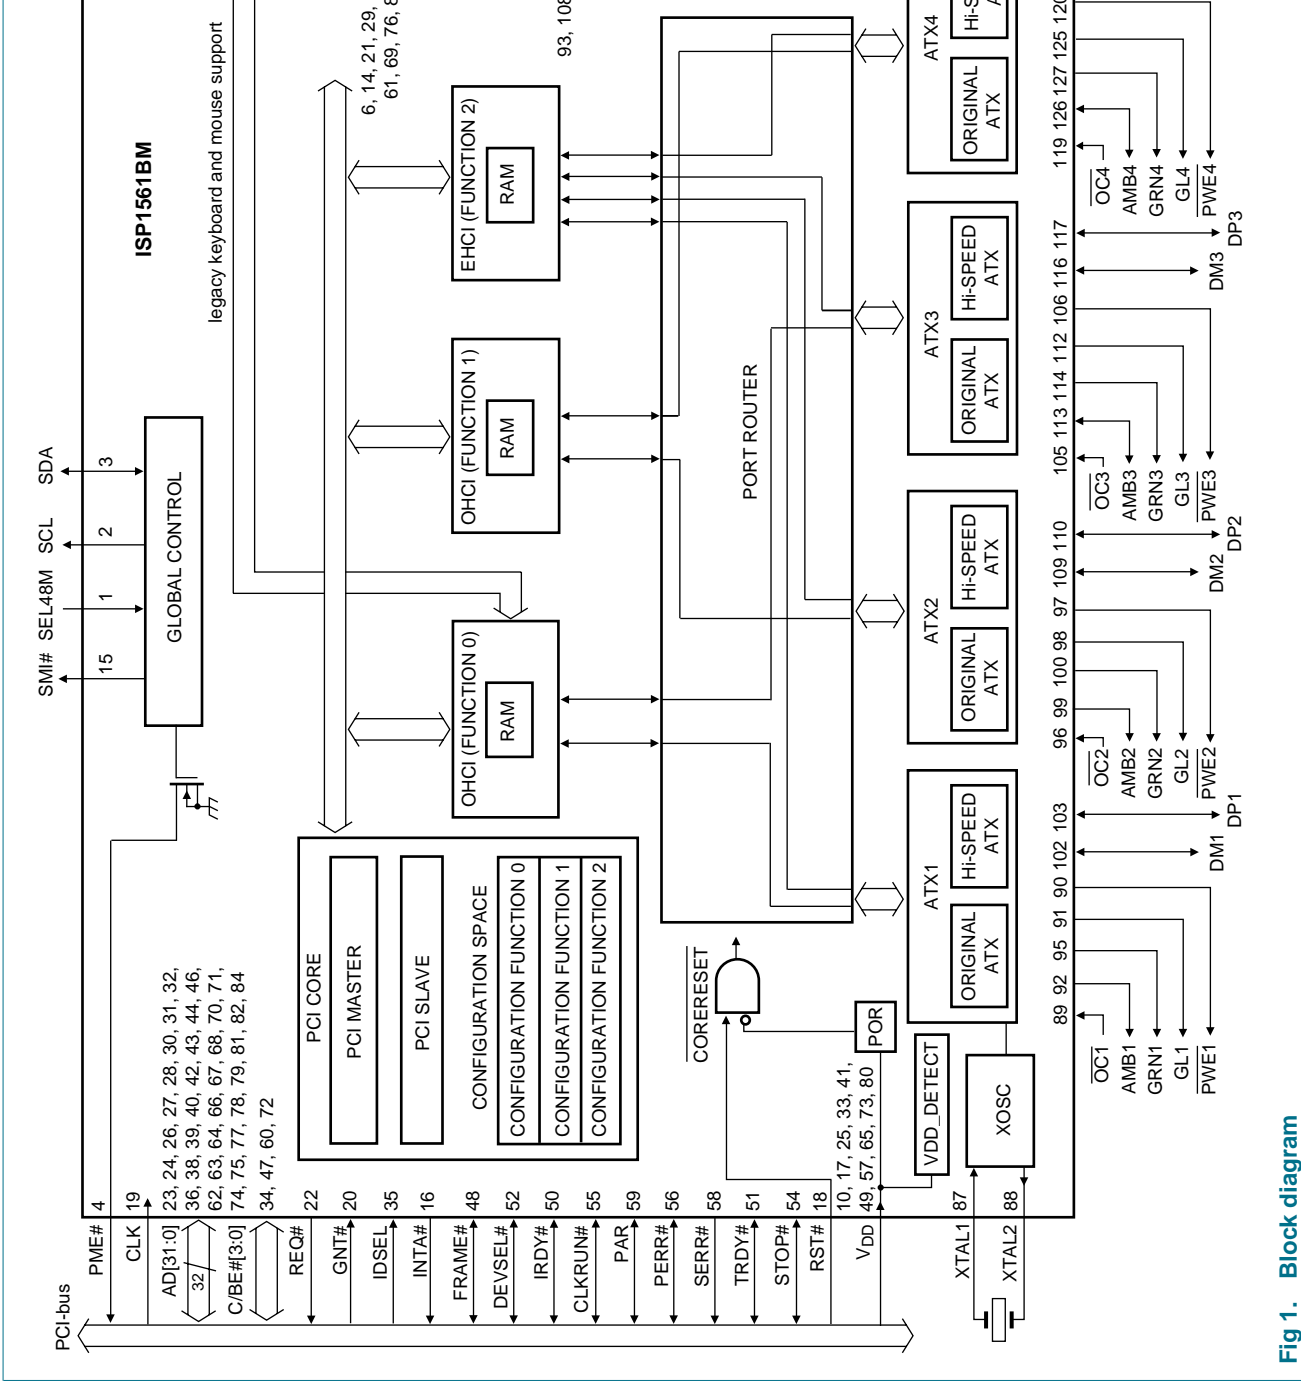 ISP1561BM
legacy keyboard and mouse support
6, 14, 21, 29,
61, 69, 76,
93, 108
SMI# SEL48M SCL SDA
15 1 2 3
GLOBAL CONTROL
PCI-bus
PME# 4
CLK 19
AD[31:0]
32
23, 24, 26, 27, 28, 30, 31, 32,
36, 38, 39, 40, 42, 43, 44, 46,
62, 63, 64, 66, 67, 68, 70, 71,
74, 75, 77, 78, 79, 81, 82, 84
C/BE#[3:0] 34, 47, 60, 72
REQ# 22
GNT# 20
IDSEL 35
INTA# 16
FRAME# 48
DEVSEL# 52
IRDY# 50
CLKRUN# 55
PAR 59
PERR# 56
SERR# 58
TRDY# 51
STOP# 54
RST# 18
VDD
10, 17, 25, 33, 41,
49, 57, 65, 73, 80
XTAL1 87
XTAL2 88
PCI CORE
PCI MASTER
PCI SLAVE
CONFIGURATION SPACE
CONFIGURATION FUNCTION 0
CONFIGURATION FUNCTION 1
CONFIGURATION FUNCTION 2
OHCI (FUNCTION 0)
RAM
OHCI (FUNCTION 1)
RAM
EHCI (FUNCTION 2)
RAM
CORERESET
POR
VDD_DETECT
XOSC
PORT ROUTER
ATX1
ORIGINAL
ATX
Hi-SPEED
ATX
ATX2
ORIGINAL
ATX
Hi-SPEED
ATX
ATX3
ORIGINAL
ATX
Hi-SPEED
ATX
ATX4
ORIGINAL
ATX
89 92 95 91 90 102 103
OC1
AMB1
GRN1
GL1
PWE1
DM1
DP1
96 99 100 98 97 109 110
OC2
AMB2
GRN2
GL2
PWE2
DM2
DP2
105 113 114 112 106 116 117
OC3
AMB3
GRN3
GL3
PWE3
DM3
DP3
119 126 127 125 120
OC4
AMB4
GRN4
GL4
PWE4
Fig 1. Block diagram